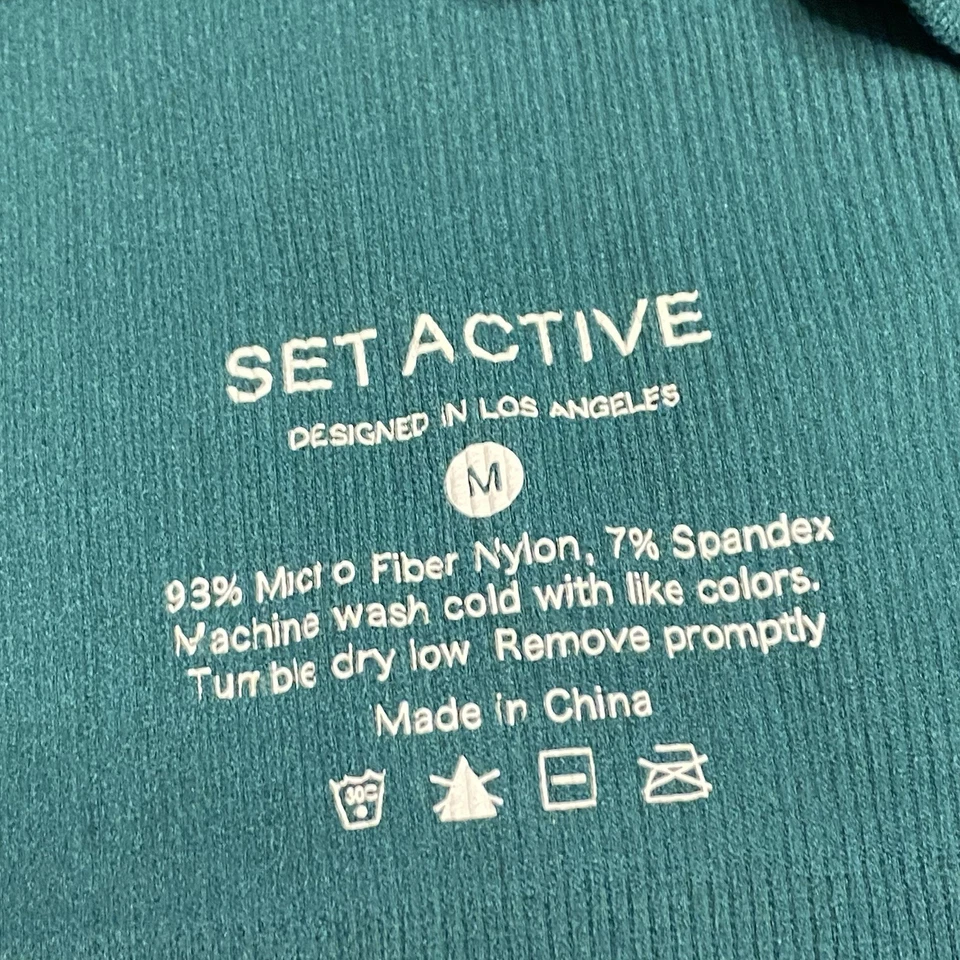 SET ACTIVE
DESIGNED IN LOS ANGELES
M
93% Micro Fiber Nylon, 7% Spandex
Machine wash cold with like colors.
Tumble dry low Remove promptly
Made in China
30C